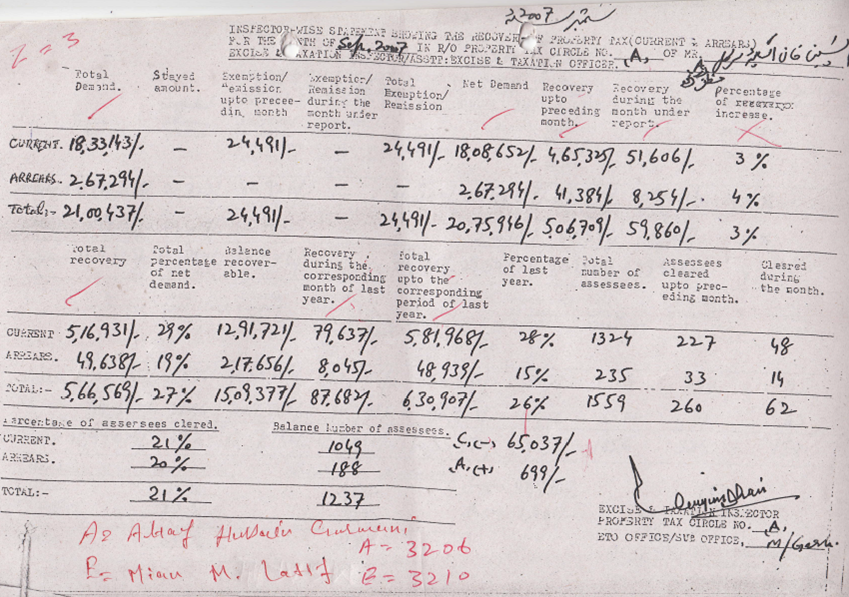 ستمبر 2007ء
Z = 3
INSPECTOR-WISE STATEMENT SHOWING THE RECOVERY OF PROPERTY TAX(CURRENT & ARREARS)
FOR THE MONTH OF Sep, 2007 IN R/O PROPERTY TAX CIRCLE NO. "A" OF MR.
EXCISE & TAXATION INSPECTOR/ASSTT:EXCISE & TAXATION OFFICER.
Total Demand. Stayed amount. Exemption/Remission upto preceeding month Exemption/Remission during the month under report. Total Exemption/Remission Net Demand Recovery upto preceding month. Recovery during the month under report. Percentage of increase.
CURRENT. 18,33,143/- – 24,491/- – 24,491/- 18,08,652/- 4,65,325/- 51,606/- 3%
ARREARS. 2,67,294/- – – – – 2,67,294/- 41,384/- 8,254/- 4%
Total:- 21,00,437/- – 24,491/- – 24,491/- 20,75,946/- 5,06,709/- 59,860/- 3%
Total recovery Total percentage of net demand. Balance recoverable. Recovery during the corresponding month of last year. Total recovery upto the corresponding period of last year. Percentage of last year. Total number of assessees. Assessees cleared upto preceding month. Cleared during the month.
CURRENT 5,16,931/- 29% 12,91,721/- 79,637/- 5,81,968/- 28% 1324 227 48
ARREARS. 49,638/- 19% 2,17,656/- 8,045/- 48,939/- 15% 235 33 14
TOTAL:- 5,66,569/- 27% 15,09,377/- 87,682/- 6,30,907/- 26% 1559 260 62
Percentage of assersees clered. Balance number of assessees.
CURRENT. 21% 1049 C,(-) 65,037/-
ARREARS. 20% 188 A,(+) 699/-
TOTAL:- 21% 1237
EXCISE & TAXATION INSPECTOR
PROPERTY TAX CIRCLE NO. "A"
ETO OFFICE/SUB OFFICE, M/Garh.
A = 3206
E = Mian M. Latif E = 3210